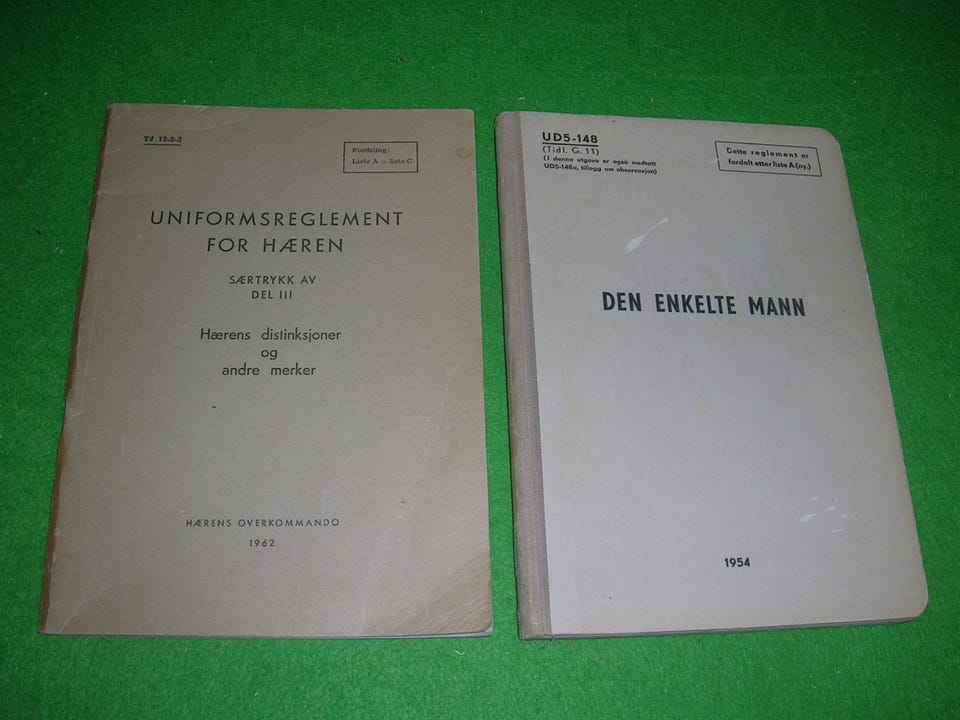 TJ 12-3-3
Fordeling:
Liste A – liste C
UNIFORMSREGLEMENT
FOR HÆREN
SÆRTRYKK AV
DEL III
Hærens distinksjoner
og
andre merker
HÆRENS OVERKOMMANDO
1962
UD5-148
(Tidl. G. 11)
(I denne utgave er også medtatt
UD5-148a, tillegg om observasjon)
Dette reglement er
fordelt etter liste A (ny.)
DEN ENKELTE MANN
1954